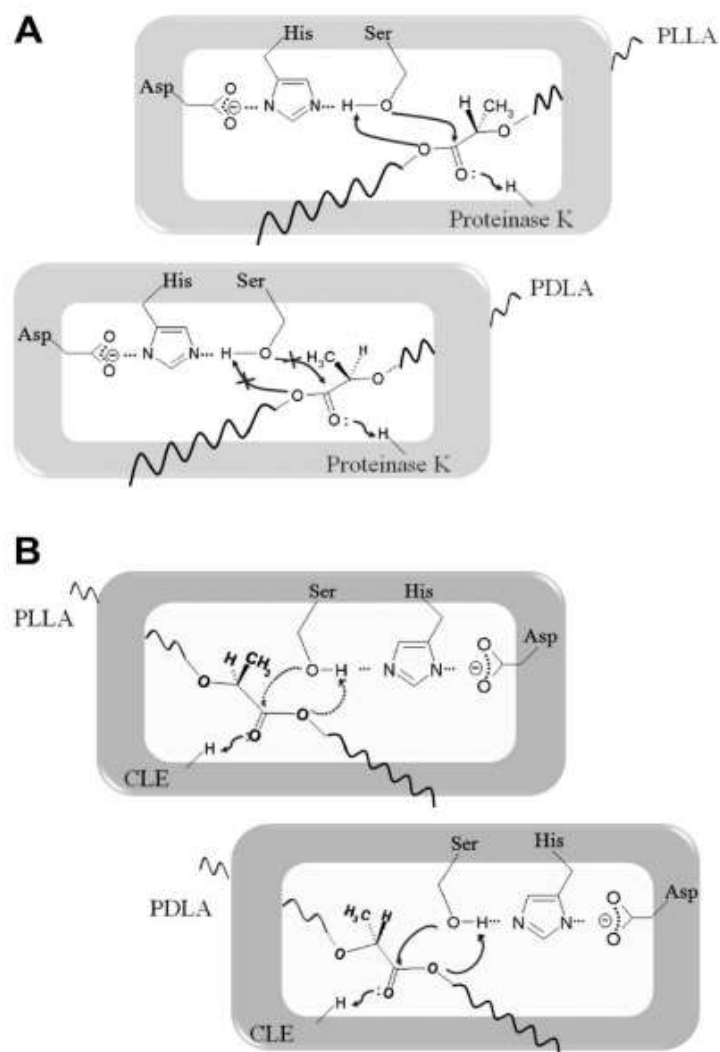 A
His Ser
PLLA
Asp
O
⊖
O
N N H O
H
CH3
O
O
O:
H
Proteinase K
His Ser
PDLA
Asp
O
⊖
O
N N H O
H3C H
O
O
O:
H
Proteinase K
B
Ser His
PLLA
Asp
H CH3
O H N N ⊖ O
O
O
O
:O
H
CLE
Ser His
PDLA
Asp
H3C H
O H N N ⊖ O
O
O
O
:O
H
CLE